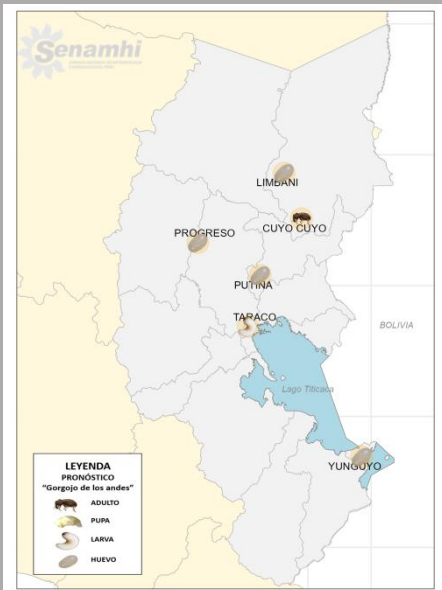 Senamhi
LIMBANI
CUYO CUYO
PROGRESO
PUTINA
TARACO
BOLIVIA
Lago Titicaca
YUNGUYO
LEYENDA
PRONÓSTICO
"Gorgojo de los andes"
ADULTO
PUPA
LARVA
HUEVO